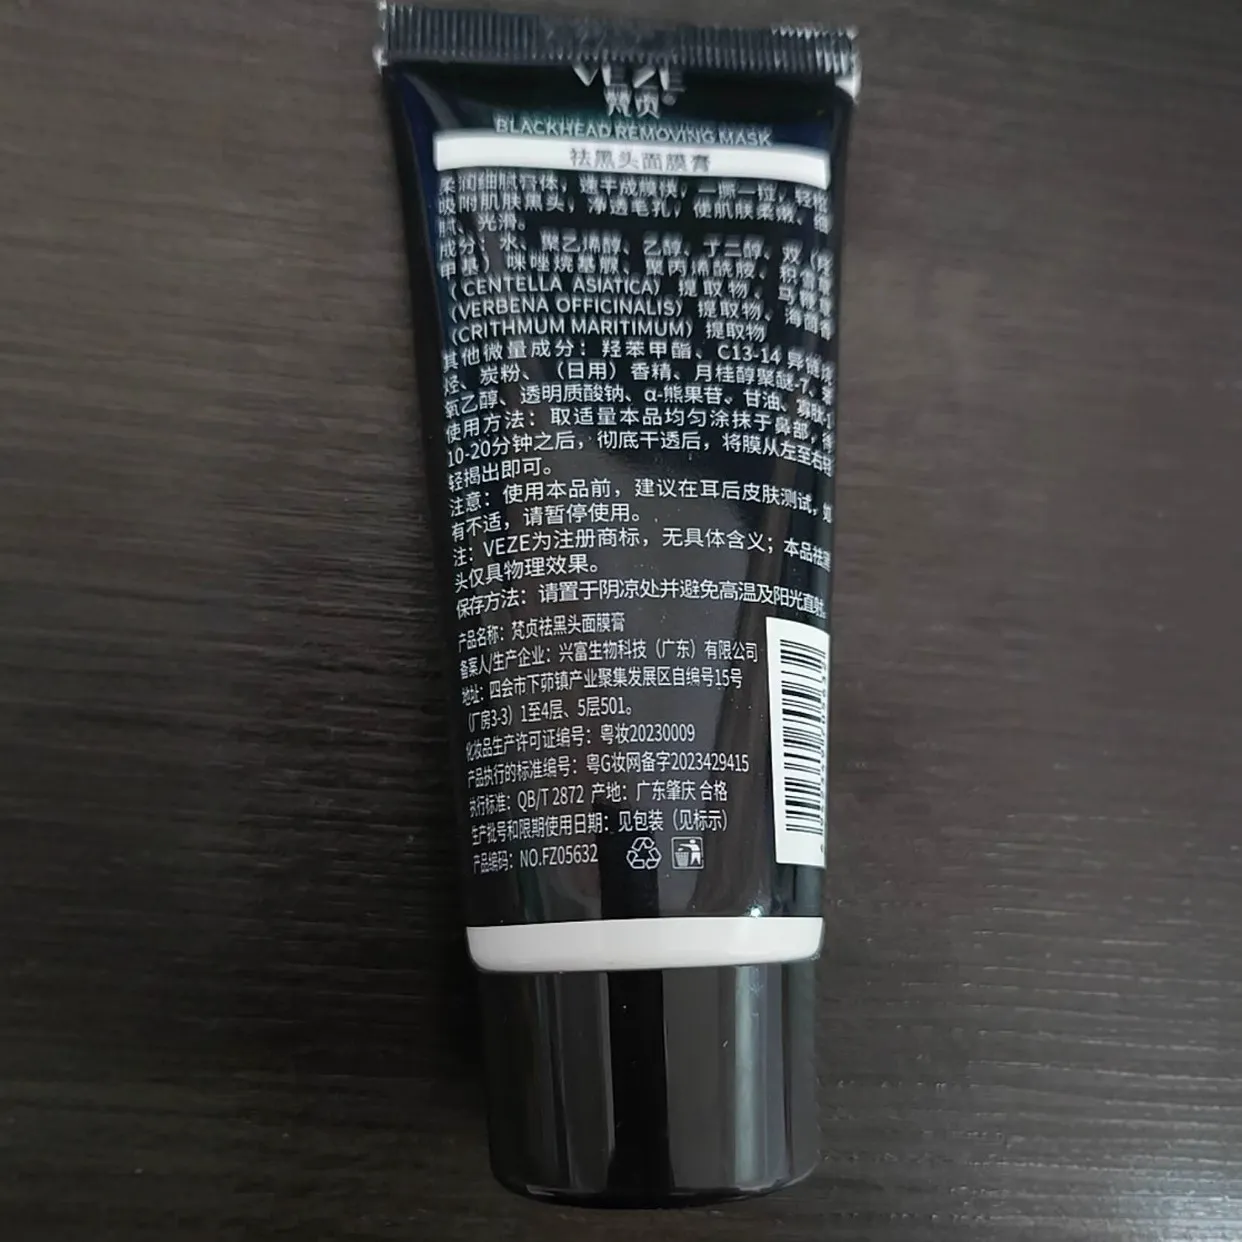 VEZE
梵贞®
BLACKHEAD REMOVING MASK
祛黑头面膜膏
柔润细腻膏体，速干成膜快，一撕一粒，轻松
吸附肌肤黑头，净透毛孔，使肌肤柔嫩、细
腻、光滑。
成分：水、聚乙烯醇、乙醇、丁二醇、双（羟
甲基）咪唑烷基脲、聚丙烯酰胺、积雪草
（CENTELLA ASIATICA）提取物、马鞭草
（VERBENA OFFICINALIS）提取物、海茴香
（CRITHMUM MARITIMUM）提取物
其他微量成分：羟苯甲酯、C13-14 异链烷
烃、炭粉、（日用）香精、月桂醇聚醚-7、苯
氧乙醇、透明质酸钠、α-熊果苷、甘油、寡肽-1
使用方法：取适量本品均匀涂抹于鼻部，待
10-20分钟之后，彻底干透后，将膜从左至右轻
轻揭出即可。
注意：使用本品前，建议在耳后皮肤测试，如
有不适，请暂停使用。
注：VEZE为注册商标，无具体含义；本品祛黑
头仅具物理效果。
保存方法：请置于阴凉处并避免高温及阳光直射
产品名称：梵贞祛黑头面膜膏
备案人/生产企业：兴富生物科技（广东）有限公司
地址：四会市下茆镇产业聚集发展区自编号15号
（厂房3-3）1至4层、5层501。
化妆品生产许可证编号：粤妆20230009
产品执行的标准编号：粤G妆网备字2023429415
执行标准：QB/T 2872 产地：广东肇庆 合格
生产批号和限期使用日期：见包装（见标示）
产品编码：NO.FZ05632